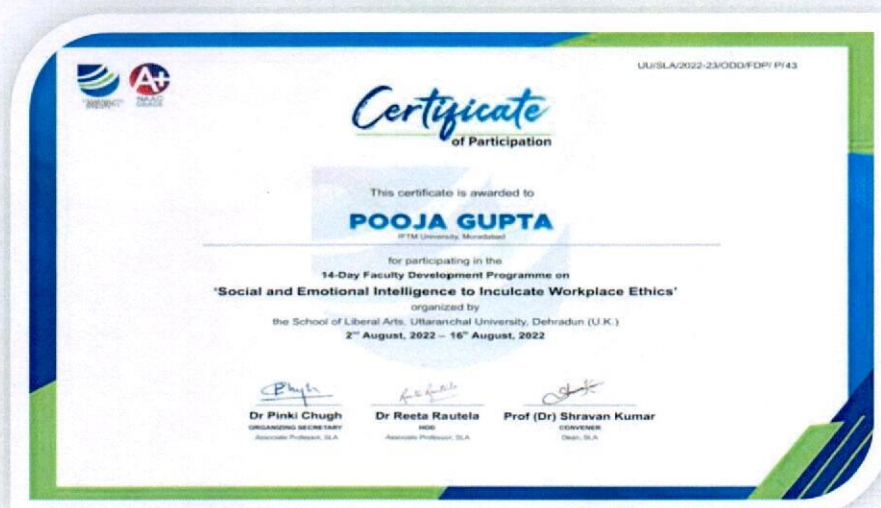 UU/SLA/2022-23/ODD/FDP/ P/43
A+
NAAC
GRADE
Certificate
of Participation
This certificate is awarded to
POOJA GUPTA
IFTM University, Moradabad
for participating in the
14-Day Faculty Development Programme on
'Social and Emotional Intelligence to Inculcate Workplace Ethics'
organized by
the School of Liberal Arts, Uttaranchal University, Dehradun (U.K.)
2nd August, 2022 – 16th August, 2022
Dr Pinki Chugh
ORGANIZING SECRETARY
Associate Professor, SLA
Dr Reeta Rautela
HOD
Associate Professor, SLA
Prof (Dr) Shravan Kumar
CONVENER
Dean, SLA